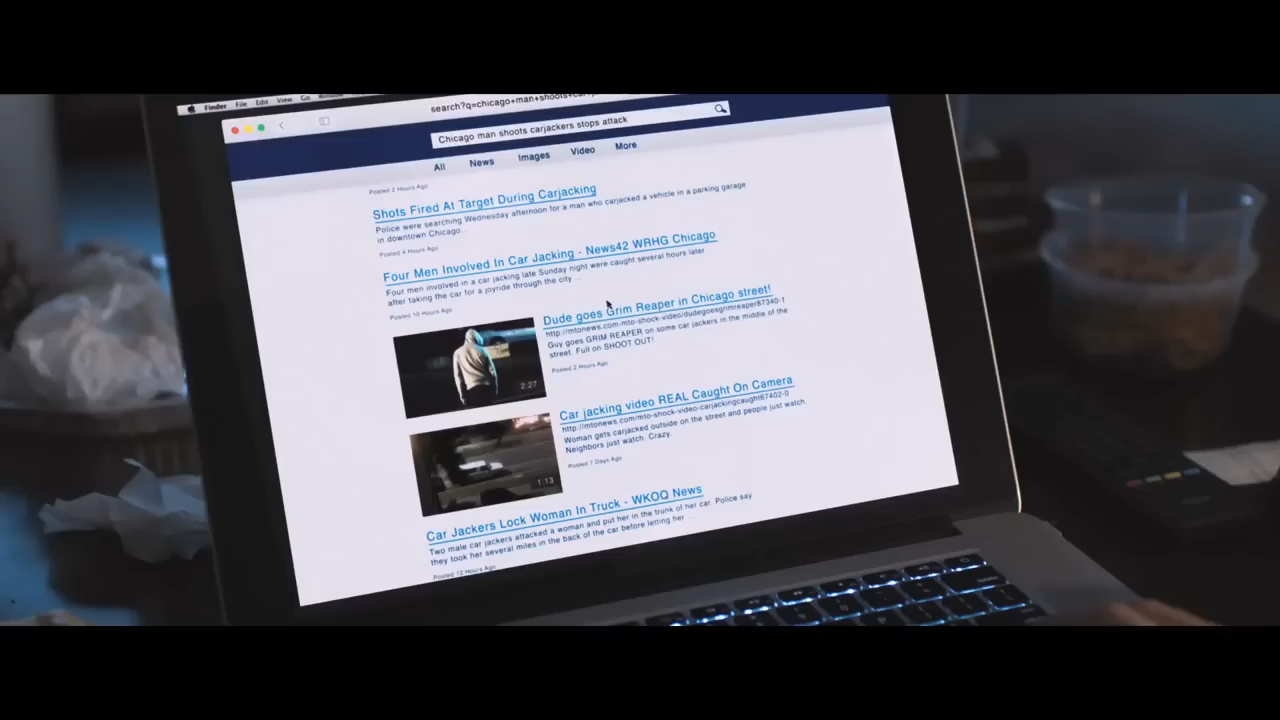 Finder File Edit View Go
search?q=chicago+man+shoots+car
Chicago man shoots carjackers stops attack
All News Images Video More
Posted 2 Hours Ago
Shots Fired At Target During Carjacking
Police were searching Wednesday afternoon for a man who carjacked a vehicle in a parking garage
in downtown Chicago...
Posted 4 Hours Ago
Four Men Involved In Car Jacking - News42 WRHG Chicago
Four men involved in a car jacking late Sunday night were caught several hours later
after taking the car for a joyride through the city ...
Posted 10 Hours Ago
Dude goes Grim Reaper in Chicago street!
http://mtonews.com-mto-shock-video/dudegoesgrimreaper87340-1
Guy goes GRIM REAPER on some car jackers in the middle of the
street. Full on SHOOT OUT!
2:27
Posted 2 Hours Ago
Car jacking video REAL Caught On Camera
http://mtonews.com/mto-shock-video/carjackingcaught67402-0
Woman gets carjacked outside on the street and people just watch.
Neighbors just watch. Crazy.
1:13
Posted 7 Days Ago
Car Jackers Lock Woman In Truck - WKOQ News
Two male car jackers attacked a woman and put her in the trunk of her car. Police say
they took her several miles in the back of the car before letting her ...
Posted 12 Hours Ago